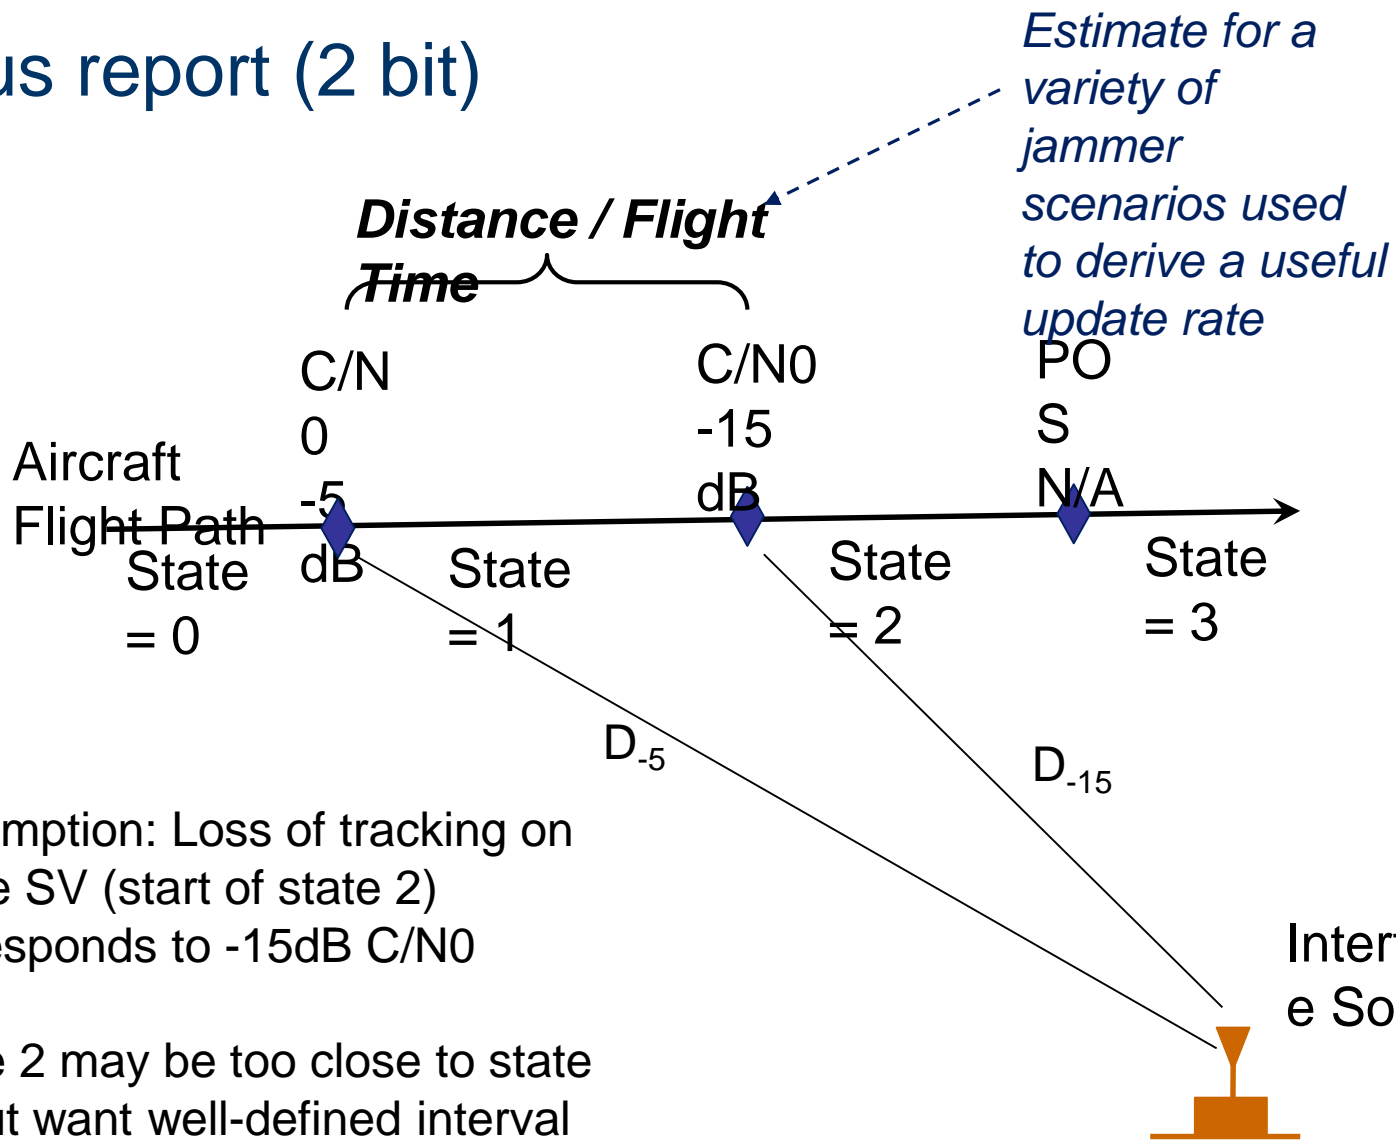 us report (2 bit)
Estimate for a
variety of
jammer
scenarios used
to derive a useful
update rate
Distance / Flight
Time
C/N
0
-5
dB
C/N0
-15
dB
PO
S
N/A
Aircraft
Flight Path
State
= 0
State
= 1
State
= 2
State
= 3
D-5
D-15
mption: Loss of tracking on
e SV (start of state 2)
esponds to -15dB C/N0
Inter
e So
e 2 may be too close to state
ut want well-defined interval